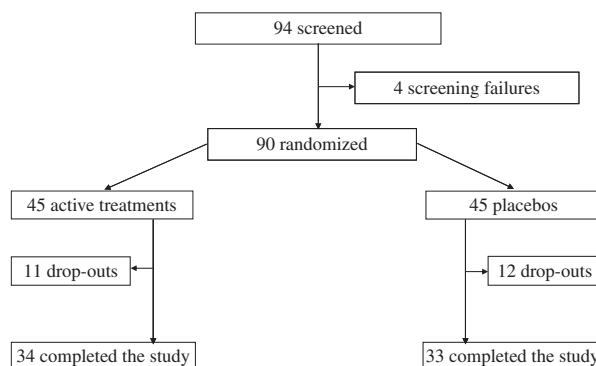 94 screened
4 screening failures
90 randomized
45 active treatments
45 placebos
11 drop-outs
12 drop-outs
34 completed the study
33 completed the study